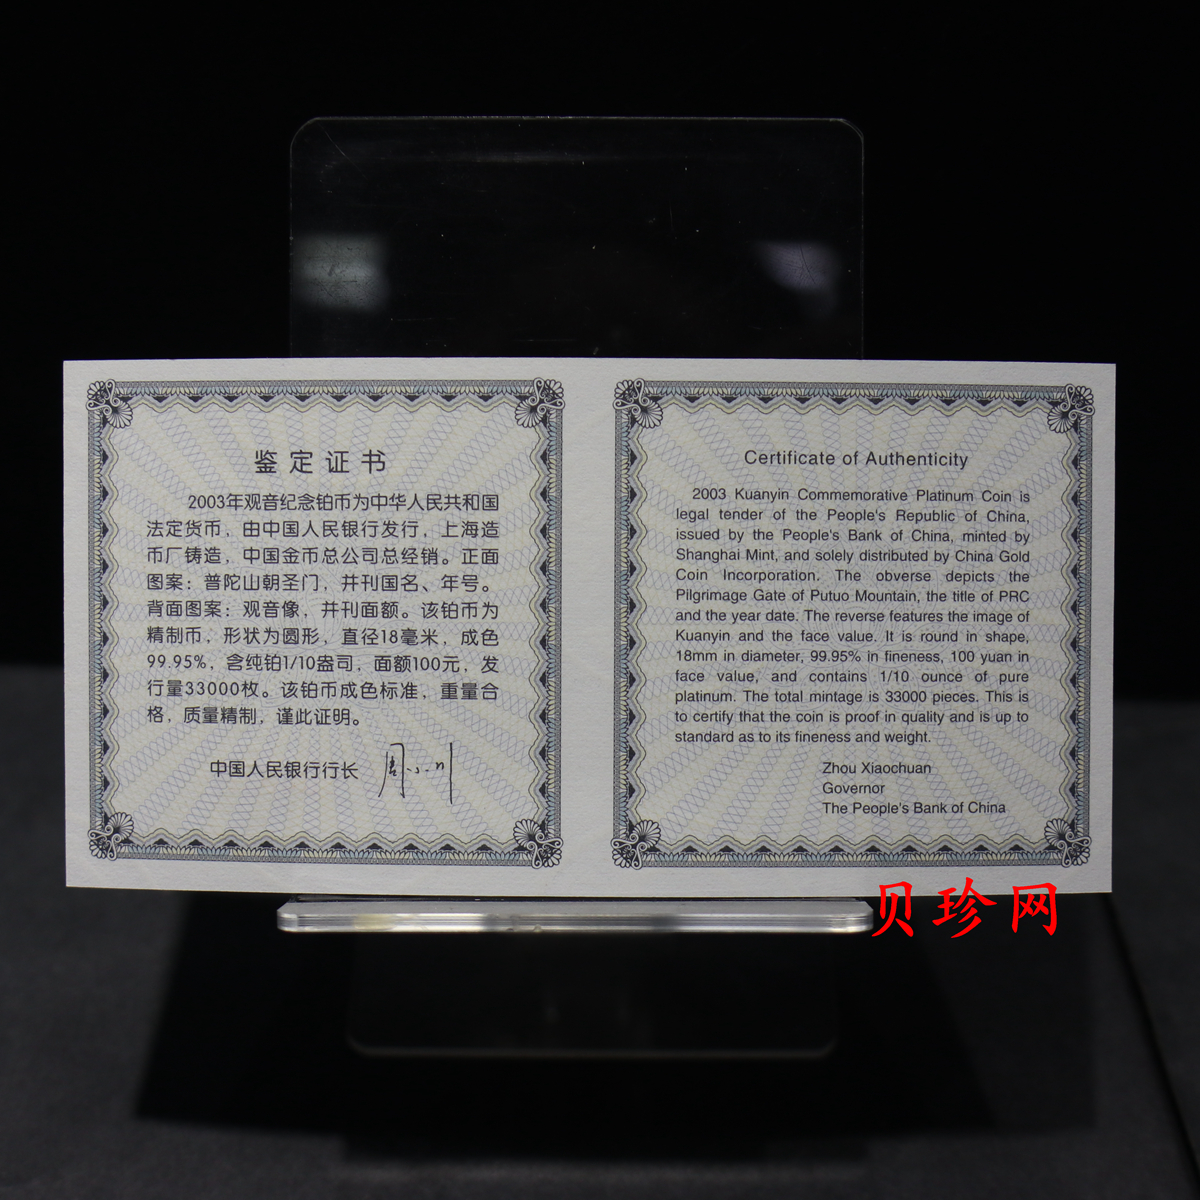 鉴定证书
2003年观音纪念铂币为中华人民共和国
法定货币，由中国人民银行发行，上海造
币厂铸造，中国金币总公司总经销。正面
图案：普陀山朝圣门，并刊国名、年号。
背面图案：观音像，并刊面额。该铂币为
精制币，形状为圆形，直径18毫米，成色
99.95%，含纯铂1/10盎司，面额100元，发
行量33000枚。该铂币成色标准，重量合
格，质量精制，谨此证明。
中国人民银行行长 周小川
Certificate of Authenticity
2003 Kuanyin Commemorative Platinum Coin is
legal tender of the People's Republic of China,
issued by the People's Bank of China, minted by
Shanghai Mint, and solely distributed by China Gold
Coin Incorporation. The obverse depicts the
Pilgrimage Gate of Putuo Mountain, the title of PRC
and the year date. The reverse features the image of
Kuanyin and the face value. It is round in shape,
18mm in diameter, 99.95% in fineness, 100 yuan in
face value, and contains 1/10 ounce of pure
platinum. The total mintage is 33000 pieces. This is
to certify that the coin is proof in quality and is up to
standard as to its fineness and weight.
Zhou Xiaochuan
Governor
The People's Bank of China
贝珍网